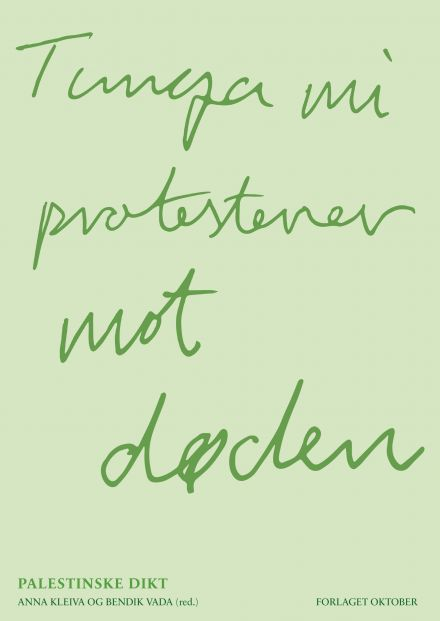 Tunga mi
protesterer
mot
døden
PALESTINSKE DIKT
ANNA KLEIVA OG BENDIK VADA (red.)
FORLAGET OKTOBER